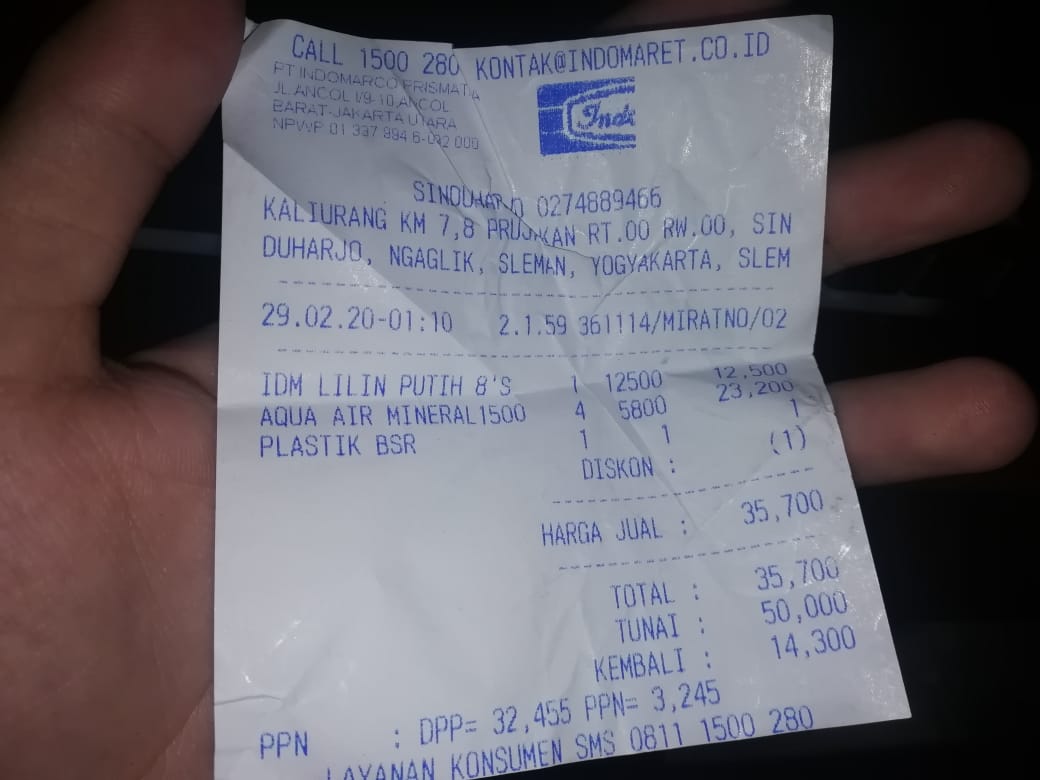 CALL 1500 280 KONTAK@INDOMARET.CO.ID
PT INDOMARCO PRISMATA
JL.ANCOL I/9-10,ANCOL
BARAT-JAKARTA UTARA
NPWP 01 337 994 6-092 000
Indo
SINDUHARJO 0274889466
KALIURANG KM 7,8 PRUJAKAN RT.00 RW.00, SIN
DUHARJO, NGAGLIK, SLEMAN, YOGYAKARTA, SLEM
29.02.20-01:10 2.1.59 361114/MIRATNO/02
IDM LILIN PUTIH 8'S 1 12500 12,500
AQUA AIR MINERAL1500 4 5800 23,200
PLASTIK BSR 1 1 1
DISKON : (1)
HARGA JUAL : 35,700
TOTAL : 35,700
TUNAI : 50,000
KEMBALI : 14,300
PPN : DPP= 32,455 PPN= 3,245
LAYANAN KONSUMEN SMS 0811 1500 280